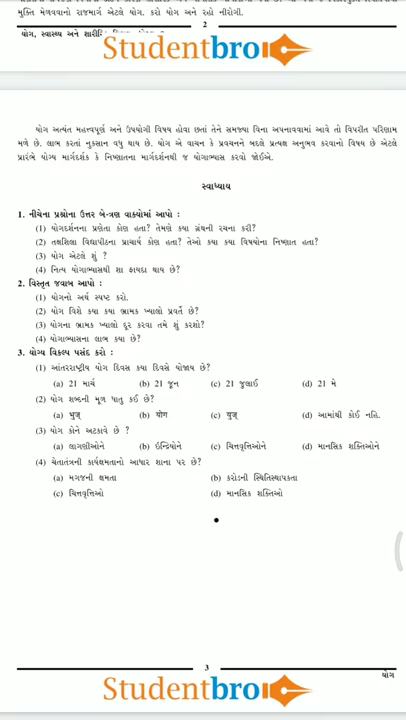 મુક્તિ મેળવવાનો રાજમાર્ગ એટલે યોગ. કરો યોગ અને રહો નીરોગી.
2
યોગ, સ્વાસ્થ્ય અને શારીરિક
Studentbro
યોગ અત્યંત મહત્ત્વપૂર્ણ અને ઉપયોગી વિષય હોવા છતાં તેને સમજ્યા વિના અપનાવવામાં આવે તો વિપરીત પરિણામ
મળે છે. લાભ કરતાં નુકસાન વધુ થાય છે. યોગ એ વાચન કે પ્રવચનને બદલે પ્રત્યક્ષ અનુભવ કરવાનો વિષય છે એટલે
પ્રારંભે યોગ્ય માર્ગદર્શક કે નિષ્ણાતના માર્ગદર્શનથી જ યોગાભ્યાસ કરવો જોઈએ.
સ્વાધ્યાય
1. નીચેના પ્રશ્નોના ઉત્તર બે-ત્રણ વાક્યોમાં આપો :
(1) યોગદર્શનના પ્રણેતા કોણ હતા? તેમણે કયા ગ્રંથની રચના કરી?
(2) તક્ષશિલા વિદ્યાપીઠના પ્રાચાર્ય કોણ હતા? તેઓ કયા કયા વિષયોના નિષ્ણાત હતા?
(3) યોગ એટલે શું ?
(4) નિત્ય યોગાભ્યાસથી શા ફાયદા થાય છે?
2. વિસ્તૃત જવાબ આપો :
(1) યોગનો અર્થ સ્પષ્ટ કરો.
(2) યોગ વિશે કયા કયા ભ્રામક ખ્યાલો પ્રવર્તે છે?
(3) યોગના ભ્રામક ખ્યાલો દૂર કરવા તમે શું કરશો?
(4) યોગાભ્યાસના લાભ કયા છે?
3. યોગ્ય વિકલ્પ પસંદ કરો :
(1) આંતરરાષ્ટ્રીય યોગ દિવસ કયા દિવસે યોજાય છે?
(a) 21 માર્ચ (b) 21 જૂન (c) 21 જુલાઈ (d) 21 મે
(2) યોગ શબ્દની મૂળ ધાતુ કઈ છે?
(a) ભુજ્ (b) યોગ (c) યુજ્ (d) આમાંથી કોઈ નહિ.
(3) યોગ કોને અટકાવે છે ?
(a) લાગણીઓને (b) ઈન્દ્રિયોને (c) ચિત્તવૃત્તિઓને (d) માનસિક શક્તિઓને
(4) ચેતાતંત્રની કાર્યક્ષમતાનો આધાર શાના પર છે?
(a) મગજની ક્ષમતા (b) કરોડની સ્થિતિસ્થાપકતા
(c) ચિત્તવૃત્તિઓ (d) માનસિક શક્તિઓ
3
યોગ
Studentbro